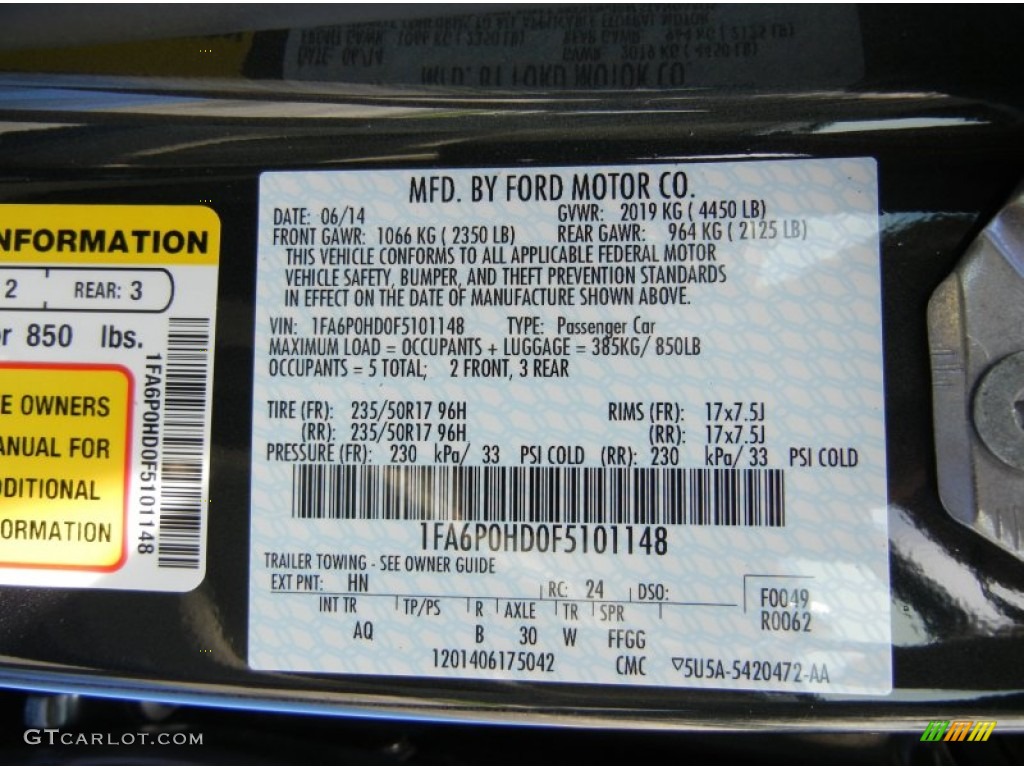 MFD. BY FORD MOTOR CO.
DATE: 06/14 GVWR: 2019 KG ( 4450 LB)
FRONT GAWR: 1066 KG ( 2350 LB) REAR GAWR: 964 KG ( 2125 LB)
THIS VEHICLE CONFORMS TO ALL APPLICABLE FEDERAL MOTOR
VEHICLE SAFETY, BUMPER, AND THEFT PREVENTION STANDARDS
IN EFFECT ON THE DATE OF MANUFACTURE SHOWN ABOVE.
VIN: 1FA6P0HD0F5101148 TYPE: Passenger Car
MAXIMUM LOAD = OCCUPANTS + LUGGAGE = 385KG/ 850LB
OCCUPANTS = 5 TOTAL; 2 FRONT, 3 REAR
TIRE (FR): 235/50R17 96H RIMS (FR): 17x7.5J
(RR): 235/50R17 96H (RR): 17x7.5J
PRESSURE (FR): 230 kPa/ 33 PSI COLD (RR): 230 kPa/ 33 PSI COLD
1FA6P0HD0F5101148
TRAILER TOWING - SEE OWNER GUIDE
EXT PNT: HN RC: 24 DSO:
INT TR TP/PS R AXLE TR SPR
AQ B 30 W FFGG
F0049
R0062
1201406175042 CMC ▽5U5A-5420472-AA
NFORMATION
2 REAR: 3
or 850 lbs.
E OWNERS
ANUAL FOR
DDITIONAL
FORMATION
1FA6P0HD0F5101148
GTCARLOT.COM